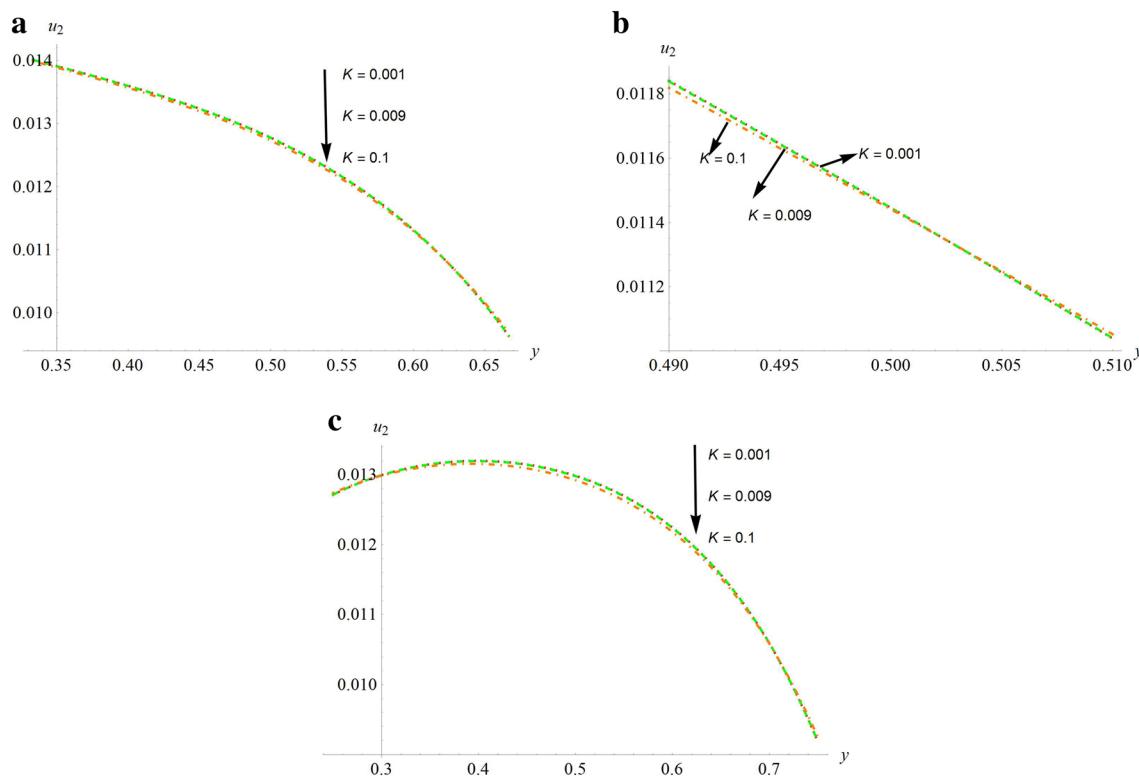 a
u2
0.014
0.013
0.012
0.011
0.010
K = 0.001
K = 0.009
K = 0.1
0.35 0.40 0.45 0.50 0.55 0.60 0.65
y
b
u2
0.0118
0.0116
0.0114
0.0112
K = 0.1
K = 0.001
K = 0.009
0.490 0.495 0.500 0.505 0.510
y
c
u2
0.013
0.012
0.011
0.010
K = 0.001
K = 0.009
K = 0.1
0.3 0.4 0.5 0.6 0.7
y